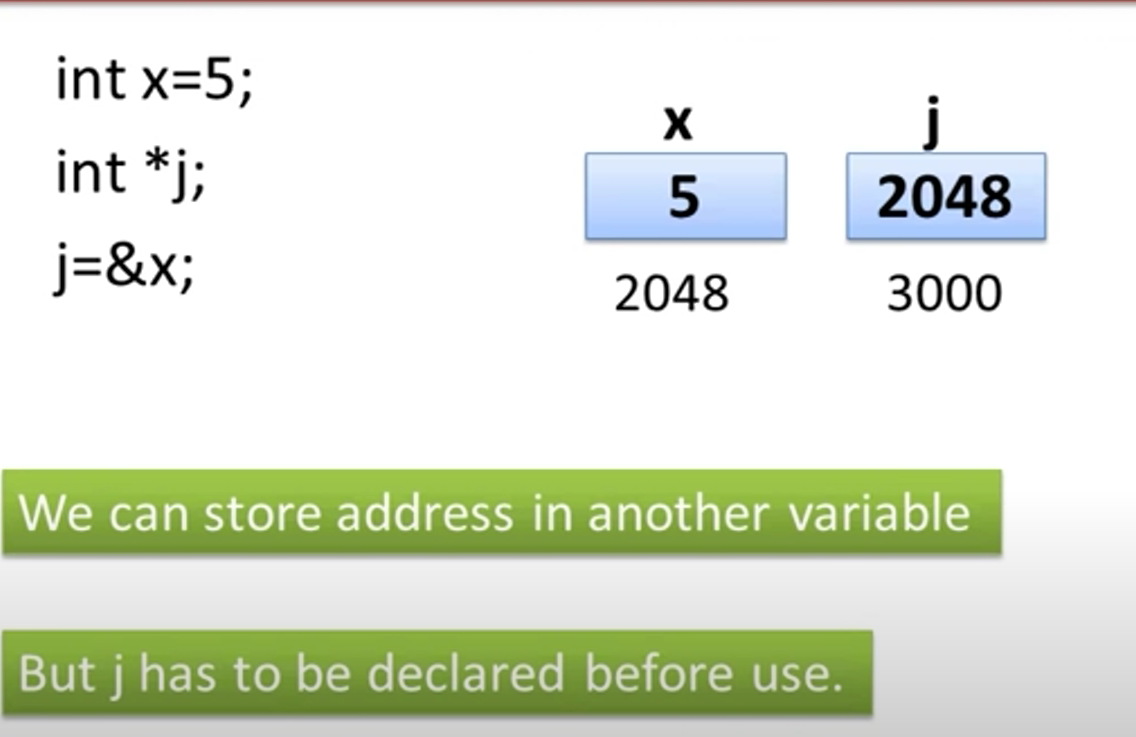 int x=5;
int *j;
j=&x;
x j
5 2048
2048 3000
We can store address in another variable
But j has to be declared before use.